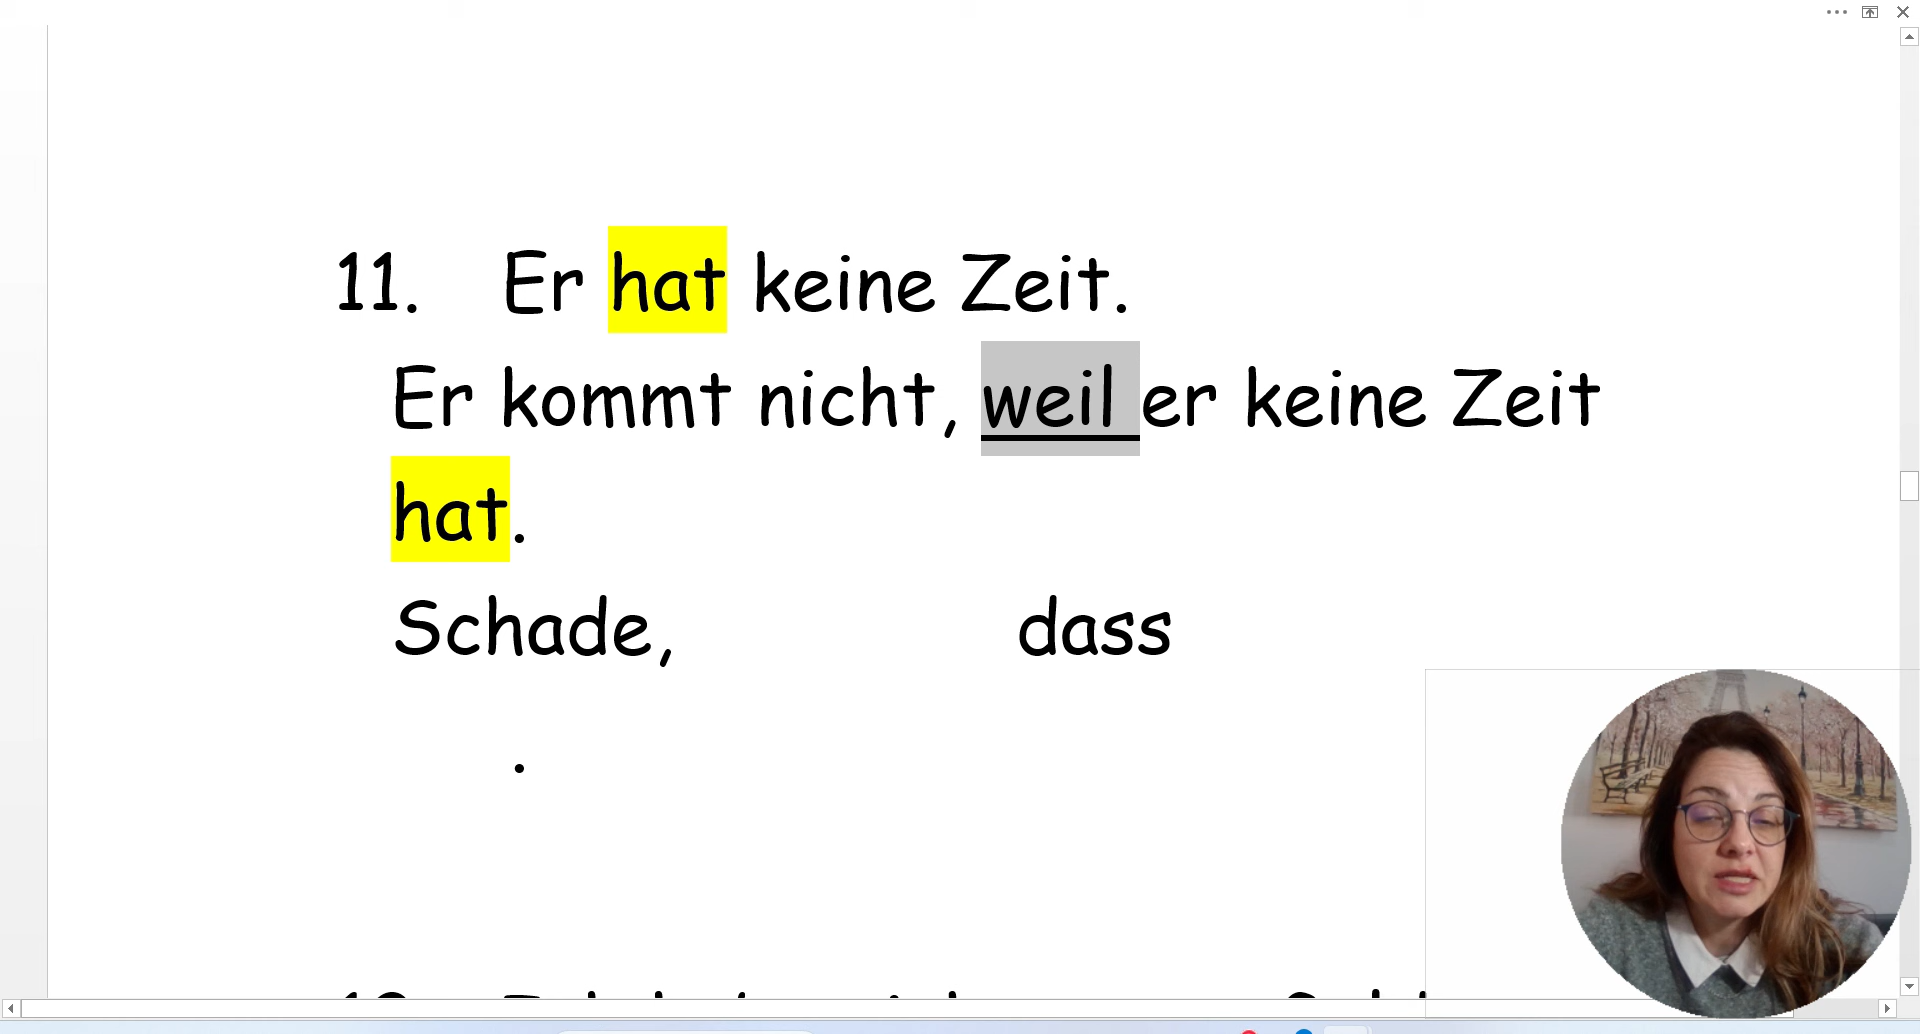 11. Er hat keine Zeit.
Er kommt nicht, weil er keine Zeit
hat.
Schade, dass
.